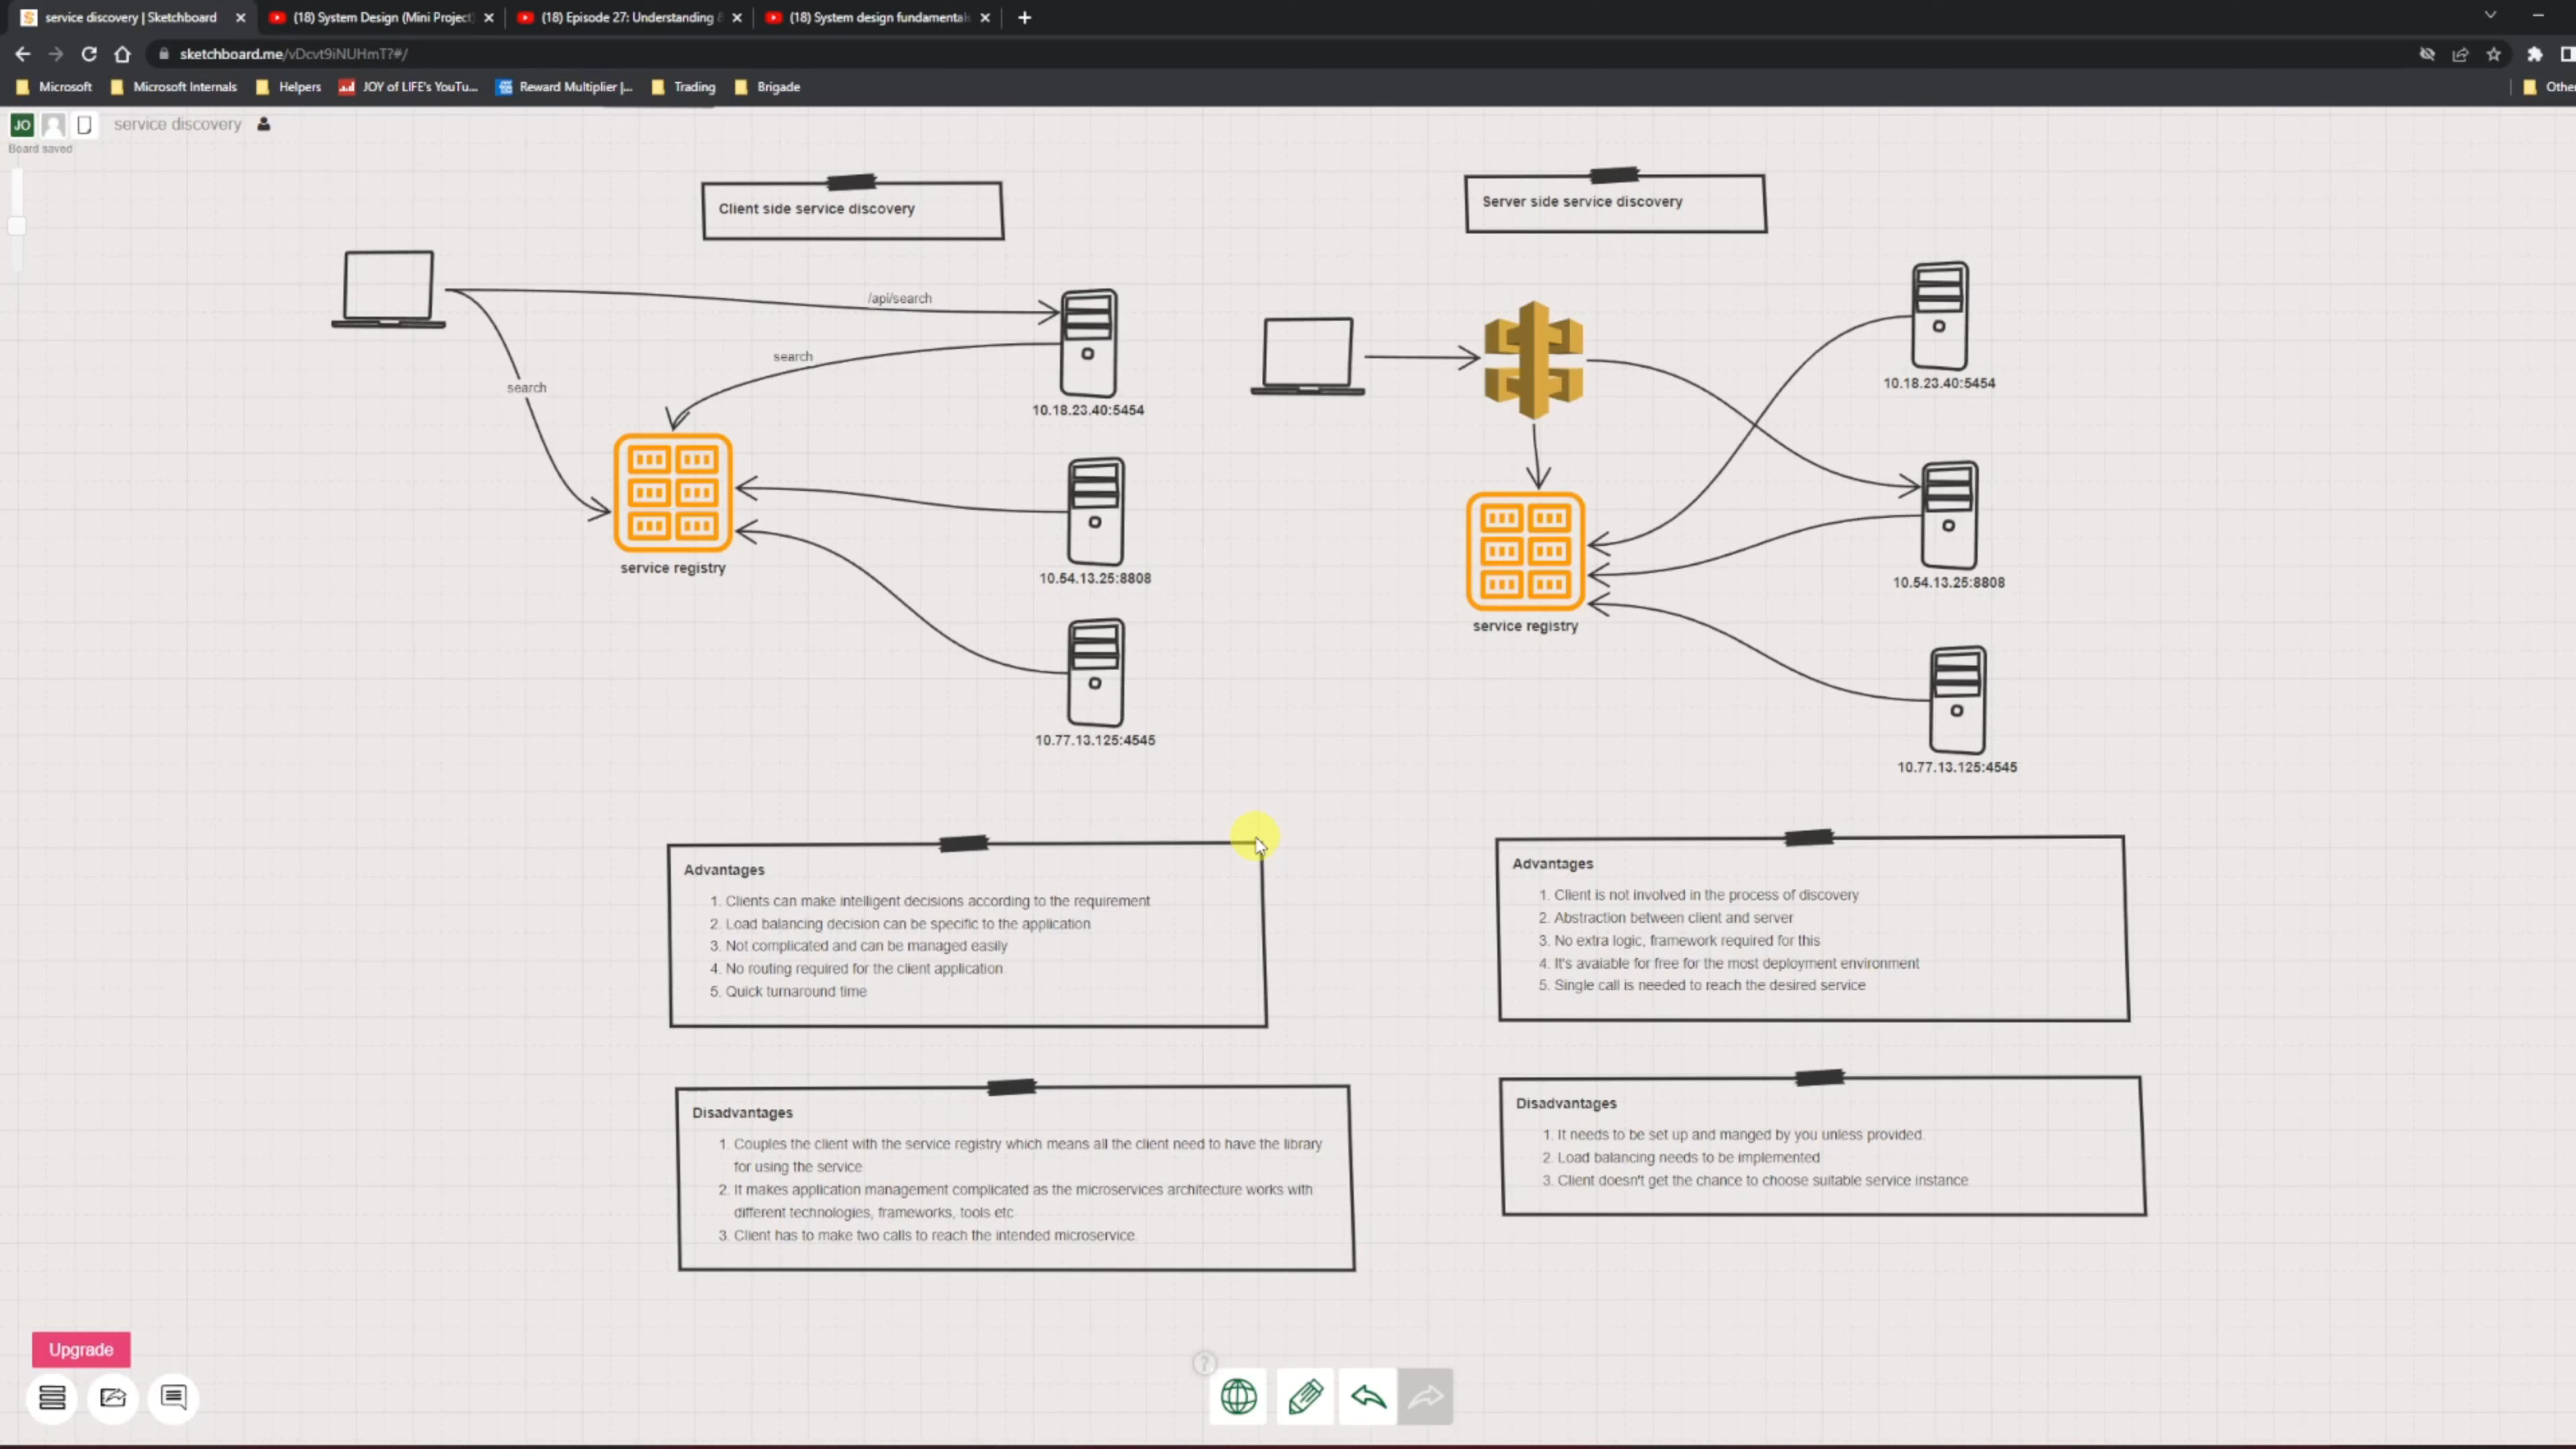 service discovery | Sketchboard
(18) System Design (Mini Project
(18) Episode 27: Understanding
(18) System design fundamentals
sketchboard.me/vDcvt9iNUHmT?#/
Microsoft
Microsoft Internals
Helpers
JOY of LIFE's YouTu...
Reward Multiplier |...
Trading
Brigade
Othe
JO
service discovery
Board saved
Client side service discovery
/api/search
search
search
10.18.23.40:5454
service registry
10.54.13.25:8808
10.77.13.125:4545
Server side service discovery
10.18.23.40:5454
10.54.13.25:8808
service registry
10.77.13.125:4545
Advantages
1. Clients can make intelligent decisions according to the requirement
2. Load balancing decision can be specific to the application
3. Not complicated and can be managed easily
4. No routing required for the client application
5. Quick turnaround time
Disadvantages
1. Couples the client with the service registry which means all the client need to have the library
for using the service
2. It makes application management complicated as the microservices architecture works with
different technologies, frameworks, tools etc
3. Client has to make two calls to reach the intended microservice.
Advantages
1. Client is not involved in the process of discovery
2. Abstraction between client and server
3. No extra logic, framework required for this
4. It's avaiable for free for the most deployment environment
5. Single call is needed to reach the desired service
Disadvantages
1. It needs to be set up and manged by you unless provided.
2. Load balancing needs to be implemented
3. Client doesn't get the chance to choose suitable service instance
Upgrade
?